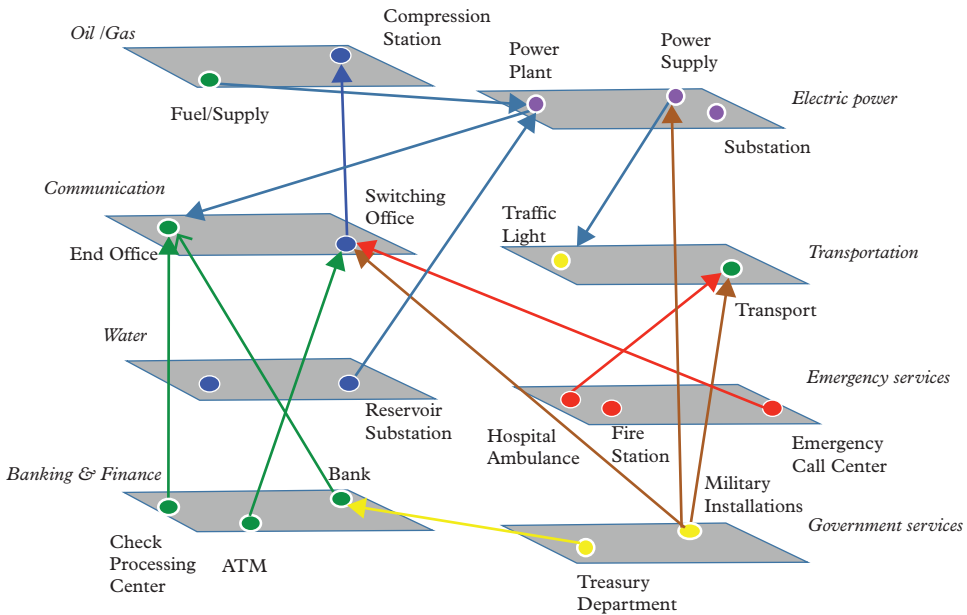 Oil /Gas
Compression
Station
Fuel/Supply
Power
Plant
Power
Supply
Electric power
Substation
Communication
End Office
Switching
Office
Traffic
Light
Transportation
Transport
Water
Reservoir
Substation
Emergency services
Hospital
Ambulance
Fire
Station
Emergency
Call Center
Banking & Finance
Bank
Check
Processing
Center
ATM
Military
Installations
Government services
Treasury
Department